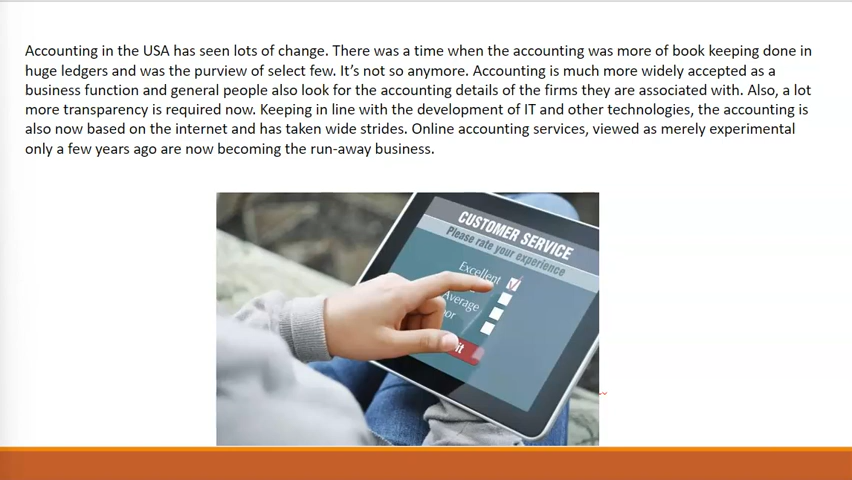 Accounting in the USA has seen lots of change. There was a time when the accounting was more of book keeping done in
huge ledgers and was the purview of select few. It’s not so anymore. Accounting is much more widely accepted as a
business function and general people also look for the accounting details of the firms they are associated with. Also, a lot
more transparency is required now. Keeping in line with the development of IT and other technologies, the accounting is
also now based on the internet and has taken wide strides. Online accounting services, viewed as merely experimental
only a few years ago are now becoming the run-away business.
CUSTOMER SERVICE
Please rate your experience
Excellent
Average
or
it